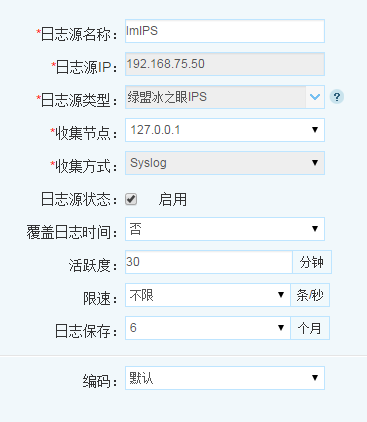 *日志源名称: lmIPS
*日志源IP: 192.168.75.50
*日志源类型: 绿盟冰之眼IPS ?
*收集节点: 127.0.0.1
*收集方式: Syslog
日志源状态: 启用
覆盖日志时间: 否
活跃度: 30 分钟
限速: 不限 条/秒
日志保存: 6 个月
编码: 默认